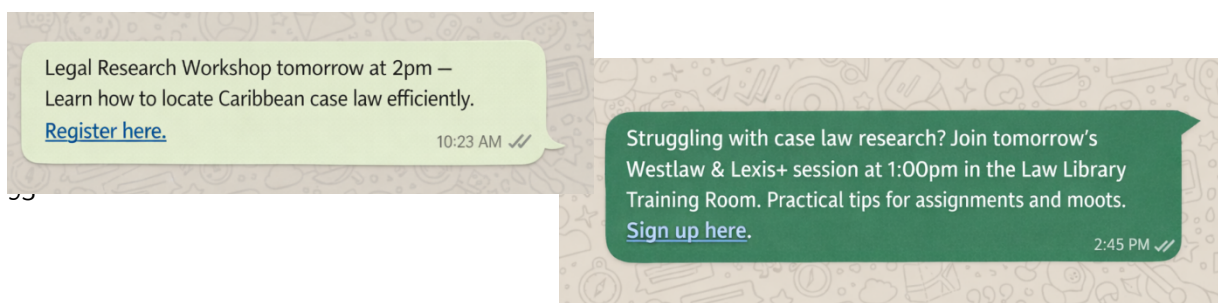 Legal Research Workshop tomorrow at 2pm —
Learn how to locate Caribbean case law efficiently.
Register here.
10:23 AM
Struggling with case law research? Join tomorrow's
Westlaw & Lexis+ session at 1:00pm in the Law Library
Training Room. Practical tips for assignments and moots.
Sign up here.
2:45 PM